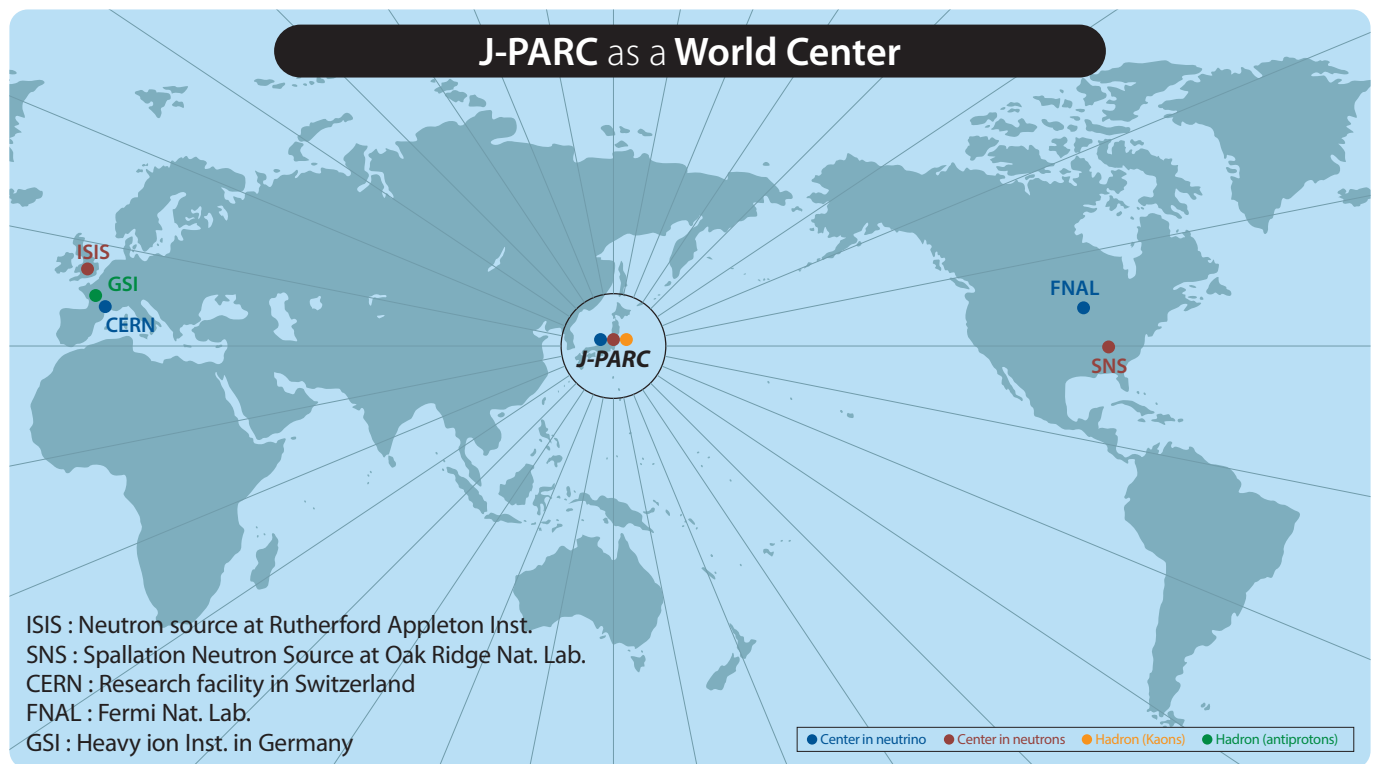 J-PARC as a World Center
ISIS
GSI
CERN
J-PARC
FNAL
SNS
ISIS : Neutron source at Rutherford Appleton Inst.
SNS : Spallation Neutron Source at Oak Ridge Nat. Lab.
CERN : Research facility in Switzerland
FNAL : Fermi Nat. Lab.
GSI : Heavy ion Inst. in Germany
Center in neutrino Center in neutrons Hadron (Kaons) Hadron (antiprotons)